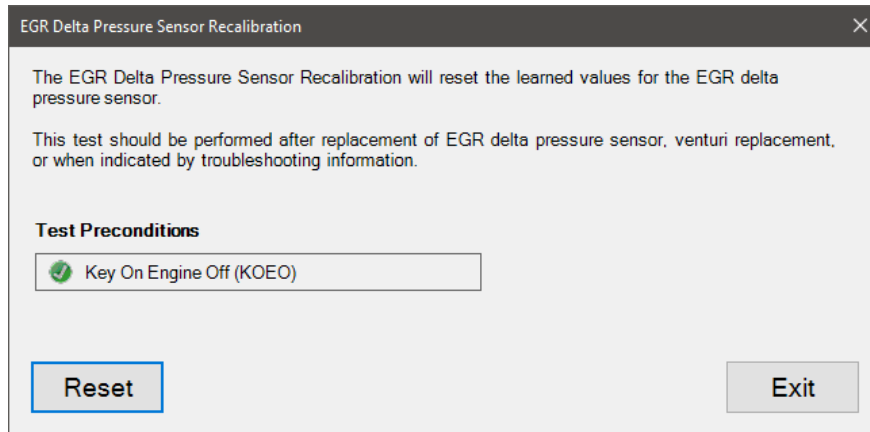 EGR Delta Pressure Sensor Recalibration
The EGR Delta Pressure Sensor Recalibration will reset the learned values for the EGR delta
pressure sensor.
This test should be performed after replacement of EGR delta pressure sensor, venturi replacement,
or when indicated by troubleshooting information.
Test Preconditions
Key On Engine Off (KOEO)
Reset
Exit